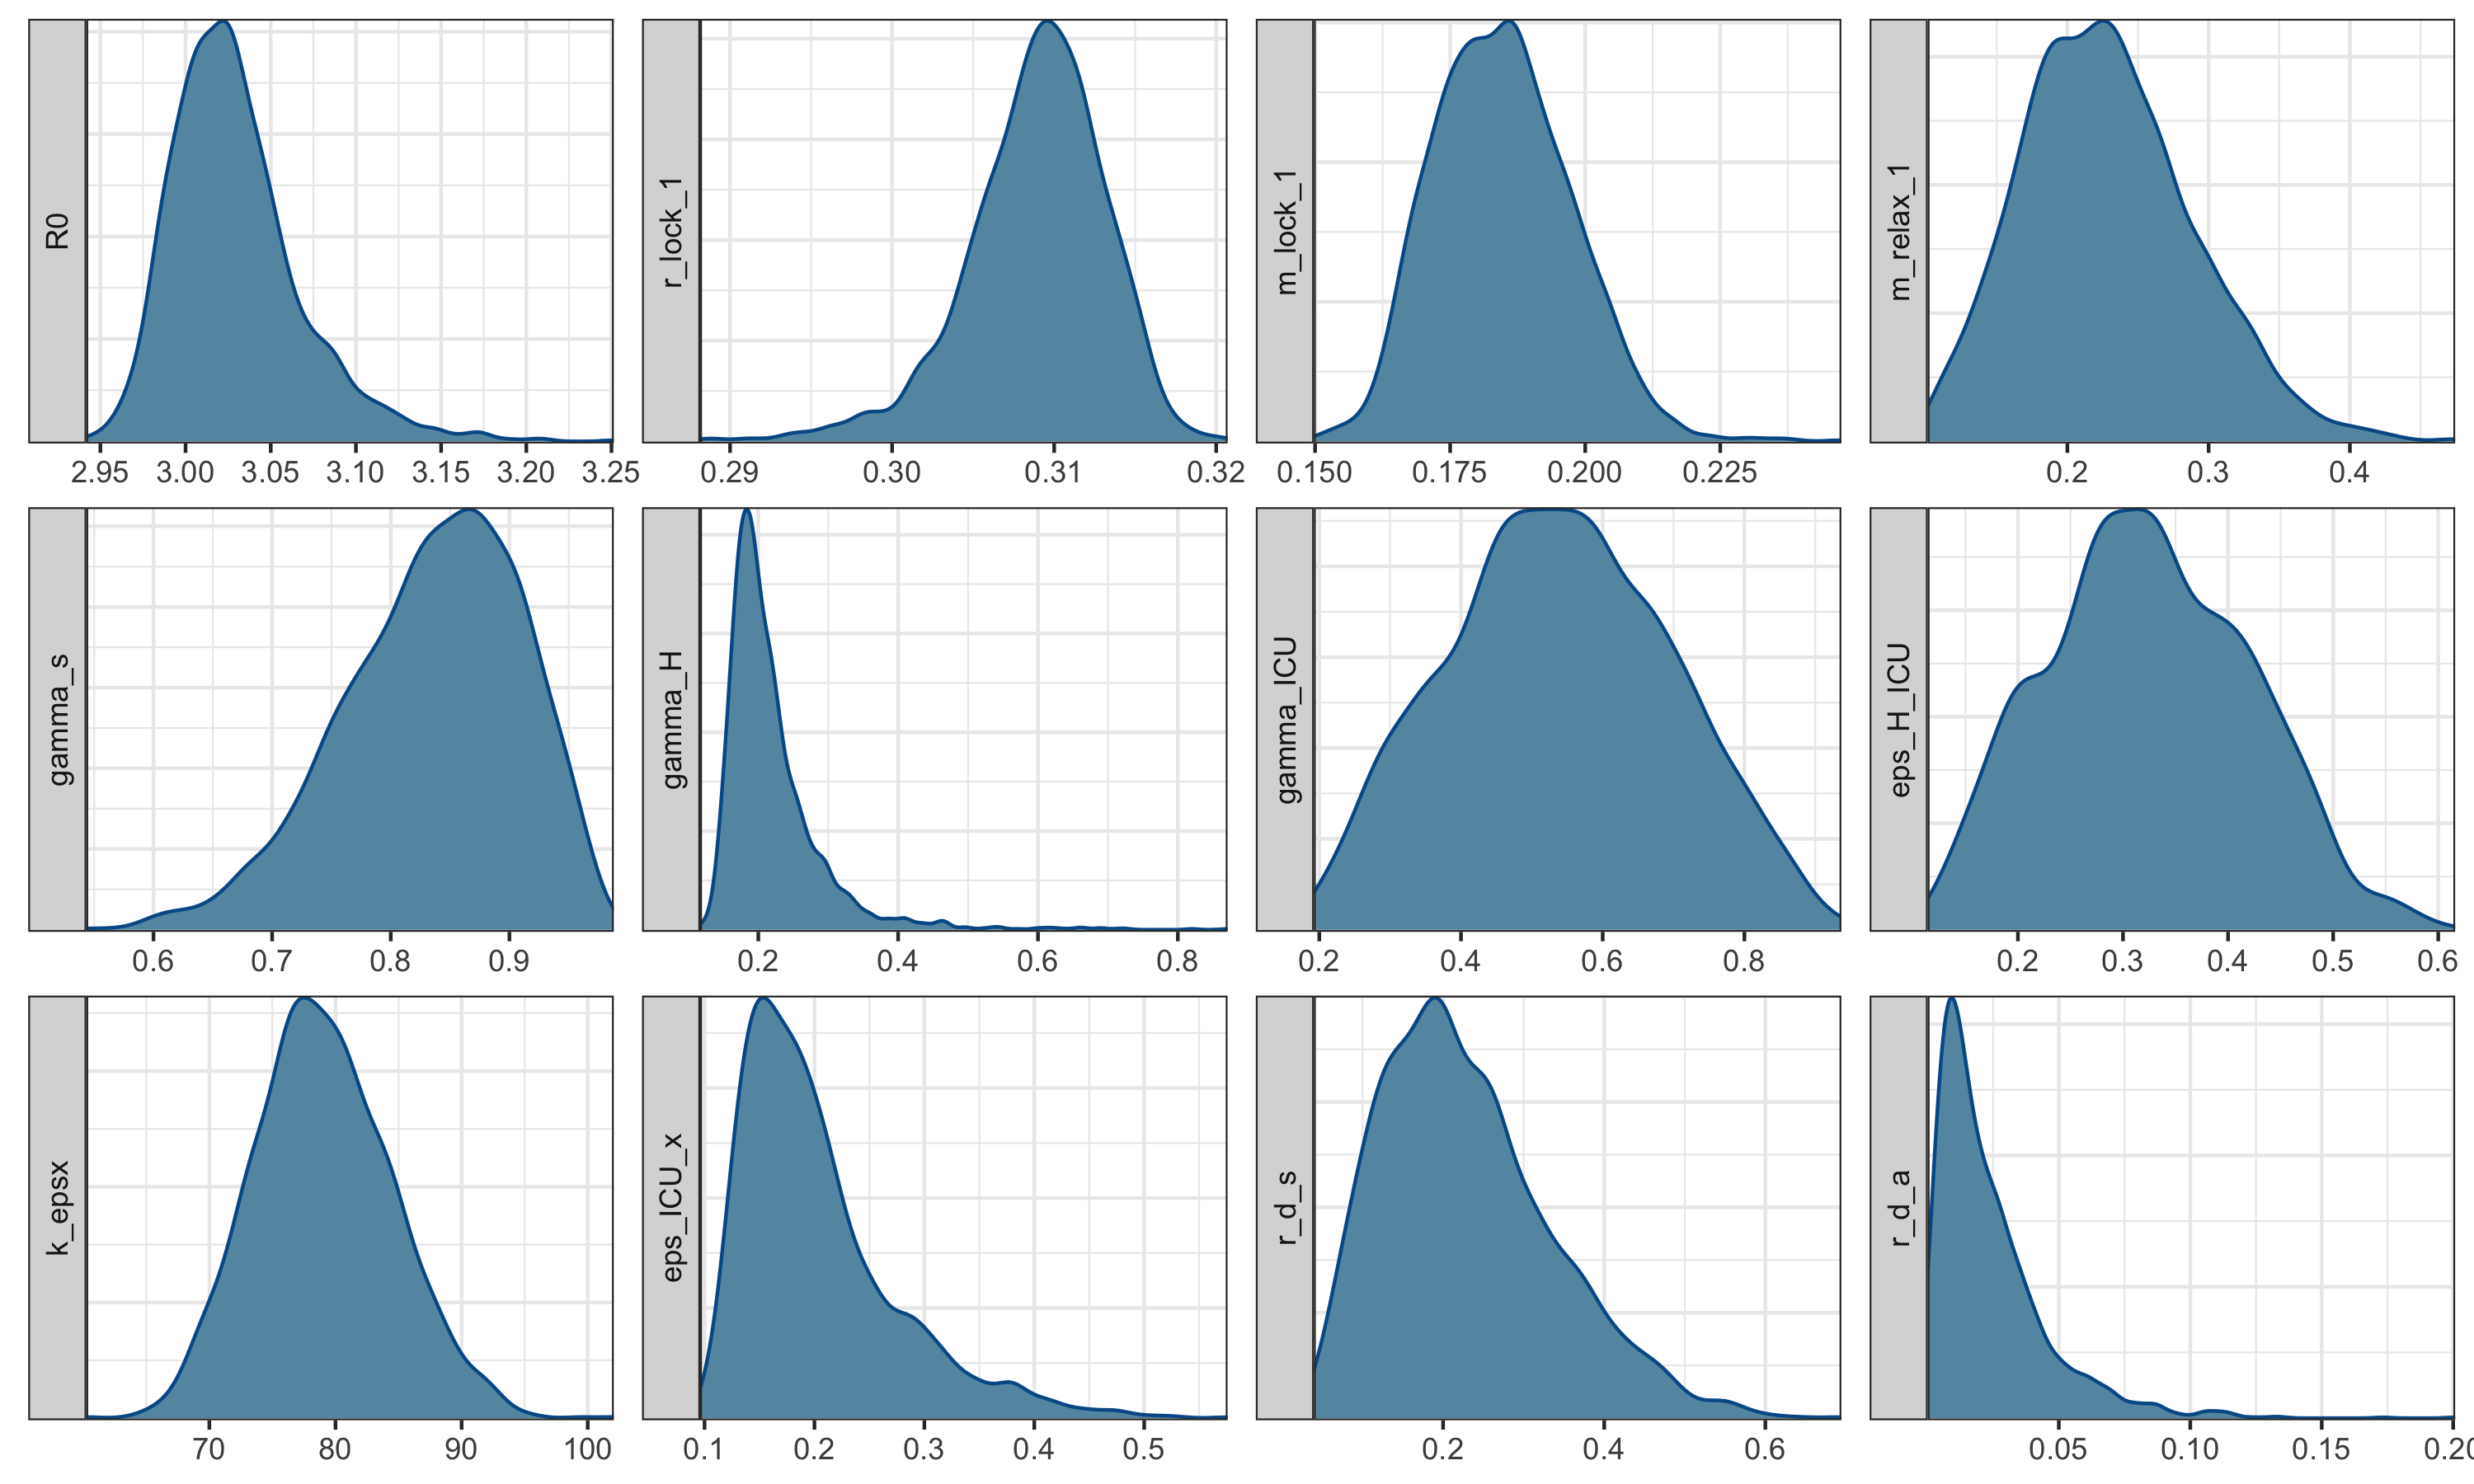 R0
2.95 3.00 3.05 3.10 3.15 3.20 3.25
r_lock_1
0.29 0.30 0.31 0.32
m_lock_1
0.150 0.175 0.200 0.225
m_relax_1
0.2 0.3 0.4
gamma_s
0.6 0.7 0.8 0.9
gamma_H
0.2 0.4 0.6 0.8
gamma_ICU
0.2 0.4 0.6 0.8
eps_H_ICU
0.2 0.3 0.4 0.5 0.6
k_epsx
70 80 90 100
eps_ICU_x
0.1 0.2 0.3 0.4 0.5
r_d_s
0.2 0.4 0.6
r_d_a
0.05 0.10 0.15 0.20